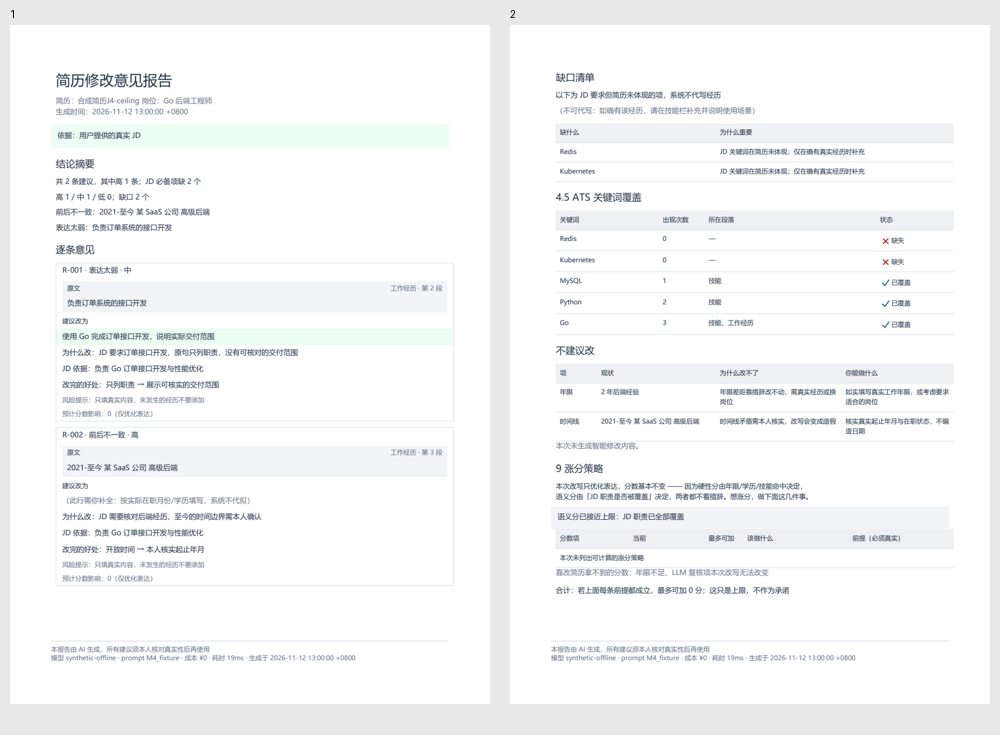 1
简历修改意见报告
简历：合成简历J4-ceiling 岗位：Go 后端工程师
生成时间：2026-11-12 13:00:00 +0800
依据：用户提供的真实 JD
结论摘要
共 2 条建议，其中高 1 条；JD 必备项缺 2 个
高 1 / 中 1 / 低 0；缺口 2 个
前后不一致：2021-至今 某 SaaS 公司 高级后端
表达太弱：负责订单系统的接口开发
逐条意见
R-001 · 表达太弱 · 中
原文 工作经历 · 第 2 段
负责订单系统的接口开发
建议改为
使用 Go 完成订单接口开发，说明实际交付范围
为什么改：JD 要求订单接口开发，原句只列职责，没有可核对的交付范围
JD 依据：负责 Go 订单接口开发与性能优化
改完的好处：只列职责 → 展示可核实的交付范围
风险提示：只填真实内容，未发生的经历不要添加
预计分数影响：0（仅优化表达）
R-002 · 前后不一致 · 高
原文 工作经历 · 第 3 段
2021-至今 某 SaaS 公司 高级后端
建议改为
（此行需你补全：按实际在职月份/学历填写，系统不代拟）
为什么改：JD 需要核对后端经历，至今的时间边界需本人确认
JD 依据：负责 Go 订单接口开发与性能优化
改完的好处：开放时间 → 本人核实起止年月
风险提示：只填真实内容，未发生的经历不要添加
预计分数影响：0（仅优化表达）
本报告由 AI 生成，所有建议须本人核对真实性后再使用
模型 synthetic-offline · prompt M4_fixture · 成本 ¥0 · 耗时 19ms · 生成于 2026-11-12 13:00:00 +0800
2
缺口清单
以下为 JD 要求但简历未体现的项，系统不代写经历
（不可代写：如确有该经历，请在技能栏补充并说明使用场景）
缺什么 为什么重要
Redis JD 关键词在简历未体现；仅在确有真实经历时补充
Kubernetes JD 关键词在简历未体现；仅在确有真实经历时补充
4.5 ATS 关键词覆盖
关键词 出现次数 所在段落 状态
Redis 0 — ✕ 缺失
Kubernetes 0 — ✕ 缺失
MySQL 1 技能 ✓ 已覆盖
Python 2 技能 ✓ 已覆盖
Go 3 技能、工作经历 ✓ 已覆盖
不建议改
项 现状 为什么改不了 你能做什么
年限 2 年后端经验 年限差距靠措辞改不动，需真实经历或换岗位 如实填写真实工作年限，或考虑要求适合的岗位
时间线 2021-至今 某 SaaS 公司 高级后端 时间线矛盾需本人核实，改写会变成造假 核实真实起止年月与在职状态，不编造日期
本次未生成智能修改内容。
9 涨分策略
本次改写只优化表达，分数基本不变 —— 因为硬性分由年限/学历/技能命中决定，
语义分由「JD 职责是否被覆盖」决定，两者都不看措辞。想涨分，做下面这几件事。
语义分已接近上限：JD 职责已全部覆盖
分数项 当前 最多可加 该做什么 前提（必须真实）
本次未列出可计算的涨分策略
靠改简历拿不到的分数：年限不足，LLM 复核项本次改写无法改变
合计：若上面每条前提都成立，最多可加 0 分；这只是上限，不作为承诺
本报告由 AI 生成，所有建议须本人核对真实性后再使用
模型 synthetic-offline · prompt M4_fixture · 成本 ¥0 · 耗时 19ms · 生成于 2026-11-12 13:00:00 +0800